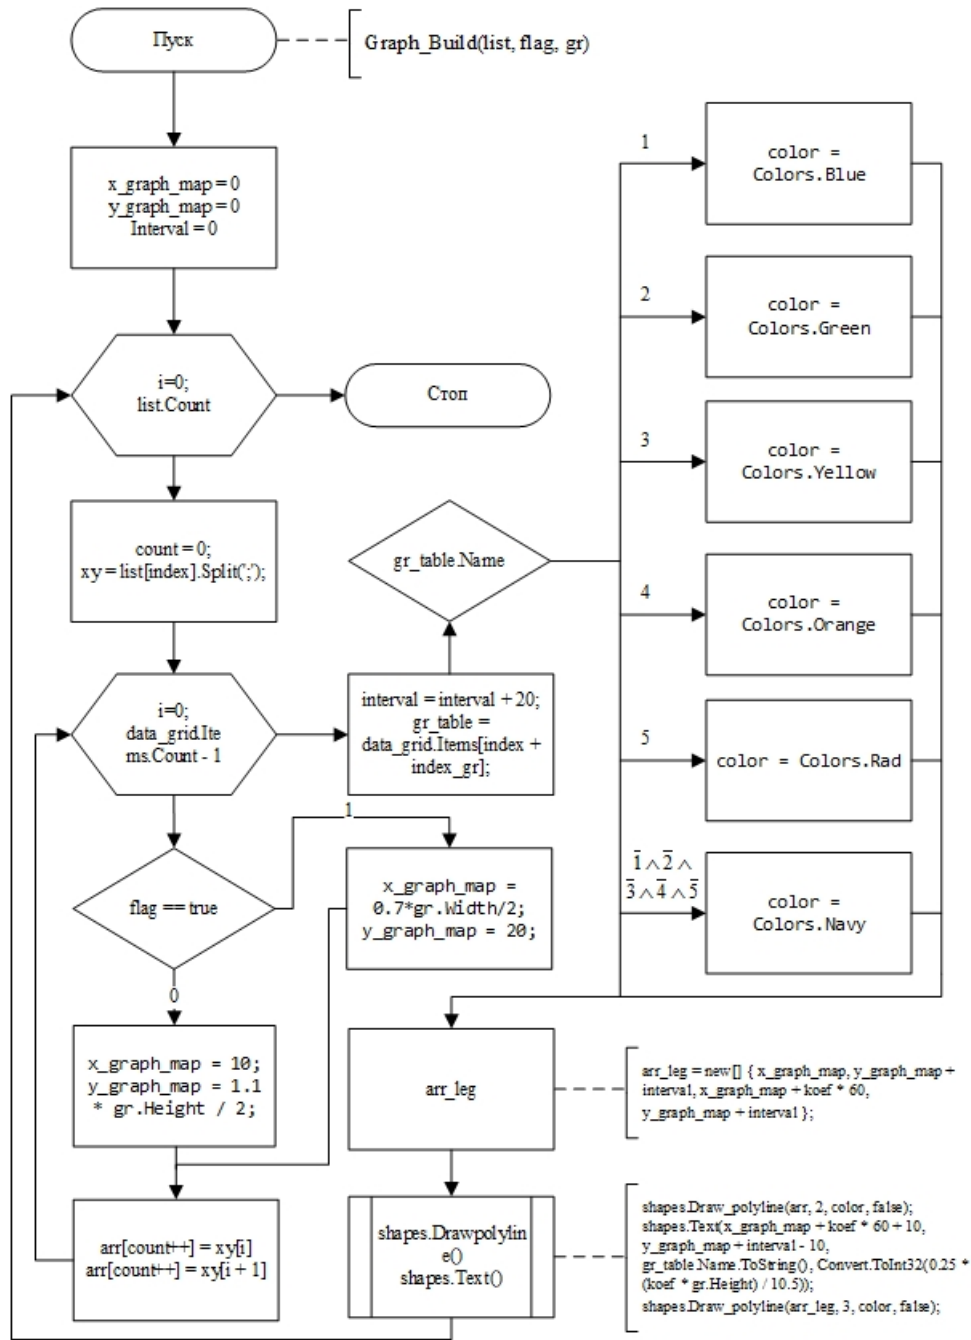 Пуск
Graph_Build(list, flag, gr)
x_graph_map = 0
y_graph_map = 0
Interval = 0
i=0;
list.Count
Стоп
count = 0;
xy = list[index].Split(';');
i=0;
data_grid.Ite
ms.Count - 1
interval = interval + 20;
gr_table =
data_grid.Items[index +
index_gr];
gr_table.Name
1
color =
Colors.Blue
2
color =
Colors.Green
3
color =
Colors.Yellow
4
color =
Colors.Orange
5
color = Colors.Rad
1̅ ∧ 2̅ ∧
3̅ ∧ 4̅ ∧ 5̅
color =
Colors.Navy
flag == true
1
x_graph_map =
0.7*gr.Width/2;
y_graph_map = 20;
0
x_graph_map = 10;
y_graph_map = 1.1
* gr.Height / 2;
arr[count++] = xy[i]
arr[count++] = xy[i + 1]
arr_leg
arr_leg = new[] { x_graph_map, y_graph_map +
interval, x_graph_map + koef * 60,
y_graph_map + interval };
shapes.Drawpolylin
e()
shapes.Text()
shapes.Draw_polyline(arr, 2, color, false);
shapes.Text(x_graph_map + koef * 60 + 10,
y_graph_map + interval - 10,
gr_table.Name.ToString(), Convert.ToInt32(0.25 *
(koef * gr.Height) / 10.5));
shapes.Draw_polyline(arr_leg, 3, color, false);